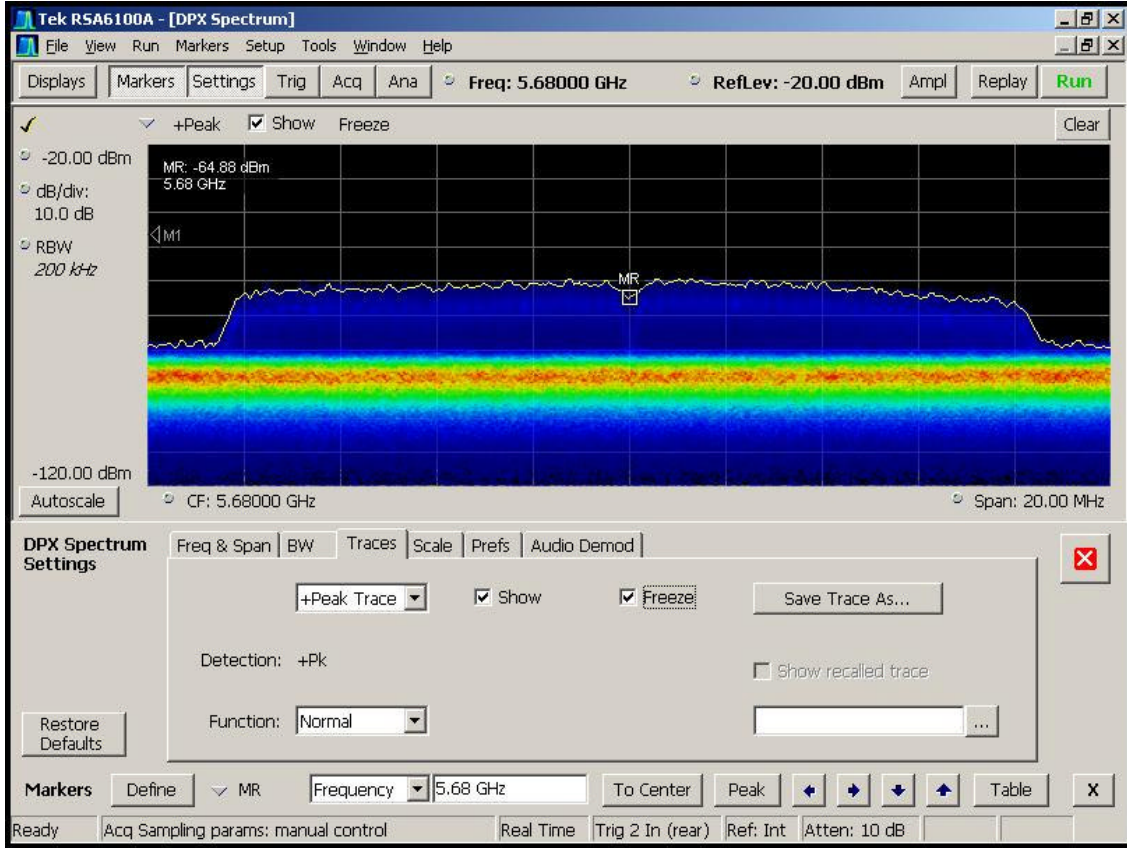 Tek RSA6100A - [DPX Spectrum]
File View Run Markers Setup Tools Window Help
Displays Markers Settings Trig Acq Ana Freq: 5.68000 GHz RefLev: -20.00 dBm Ampl Replay Run
+Peak Show Freeze Clear
-20.00 dBm
dB/div:
10.0 dB
RBW
200 kHz
-120.00 dBm
Autoscale
MR: -64.88 dBm
5.68 GHz
M1
MR
CF: 5.68000 GHz Span: 20.00 MHz
DPX Spectrum
Settings
Freq & Span BW Traces Scale Prefs Audio Demod
+Peak Trace Show Freeze Save Trace As...
Detection: +Pk Show recalled trace
Function: Normal ...
Restore
Defaults
Markers Define MR Frequency 5.68 GHz To Center Peak Table X
Ready Acq Sampling params: manual control Real Time Trig 2 In (rear) Ref: Int Atten: 10 dB